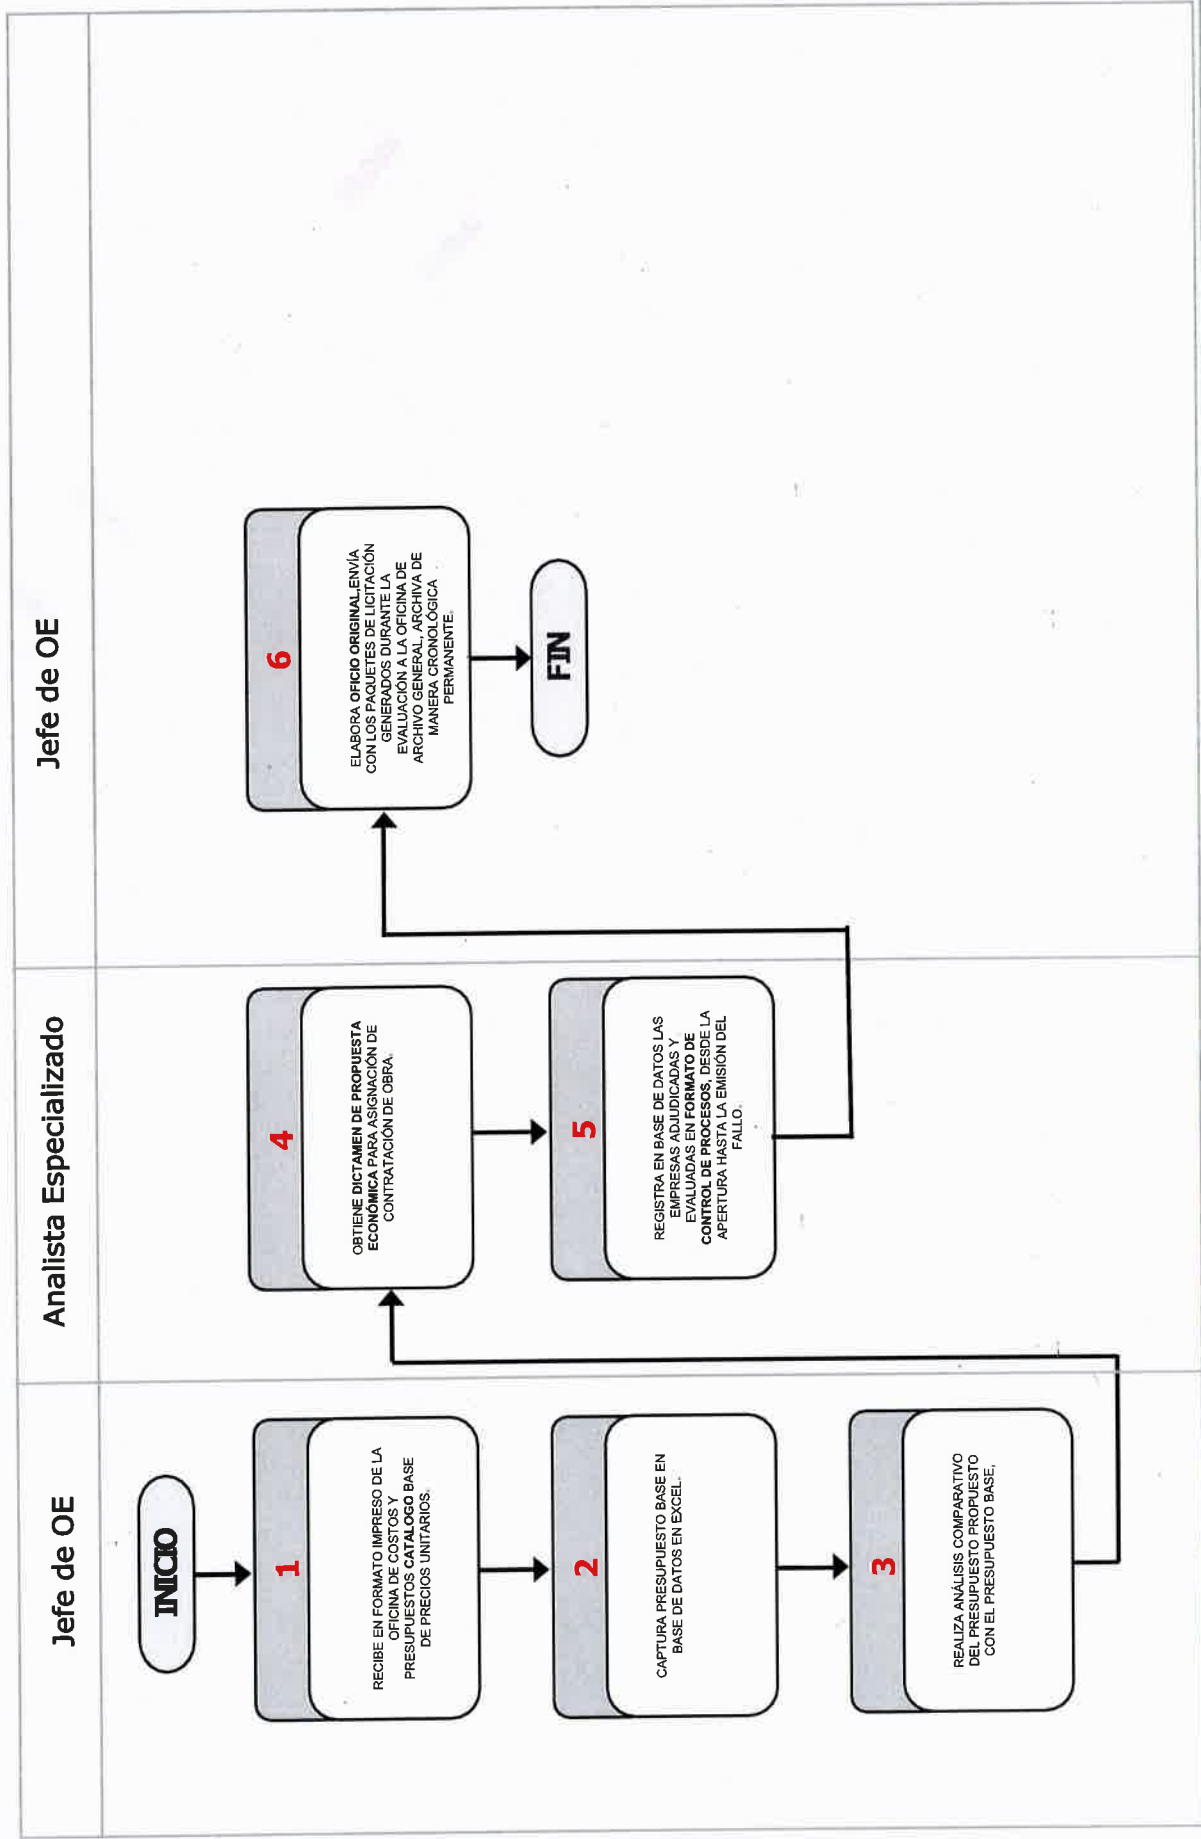 Jefe de OE
Analista Especializado
Jefe de OE
INICIO
1
RECIBE EN FORMATO IMPRESO DE LA
OFICINA DE COSTOS Y
PRESUPUESTOS CATALOGO BASE
DE PRECIOS UNITARIOS.
2
CAPTURA PRESUPUESTO BASE EN
BASE DE DATOS EN EXCEL.
3
REALIZA ANÁLISIS COMPARATIVO
DEL PRESUPUESTO PROPUESTO
CON EL PRESUPUESTO BASE,
4
OBTIENE DICTAMEN DE PROPUESTA
ECONÓMICA PARA ASIGNACIÓN DE
CONTRATACIÓN DE OBRA.
5
REGISTRA EN BASE DE DATOS LAS
EMPRESAS ADJUDICADAS Y
EVALUADAS EN FORMATO DE
CONTROL DE PROCESOS, DESDE LA
APERTURA HASTA LA EMISIÓN DEL
FALLO.
6
ELABORA OFICIO ORIGINAL,ENVÍA
CON LOS PAQUETES DE LICITACIÓN
GENERADOS DURANTE LA
EVALUACIÓN A LA OFICINA DE
ARCHIVO GENERAL, ARCHIVA DE
MANERA CRONOLÓGICA
PERMANENTE.
FIN